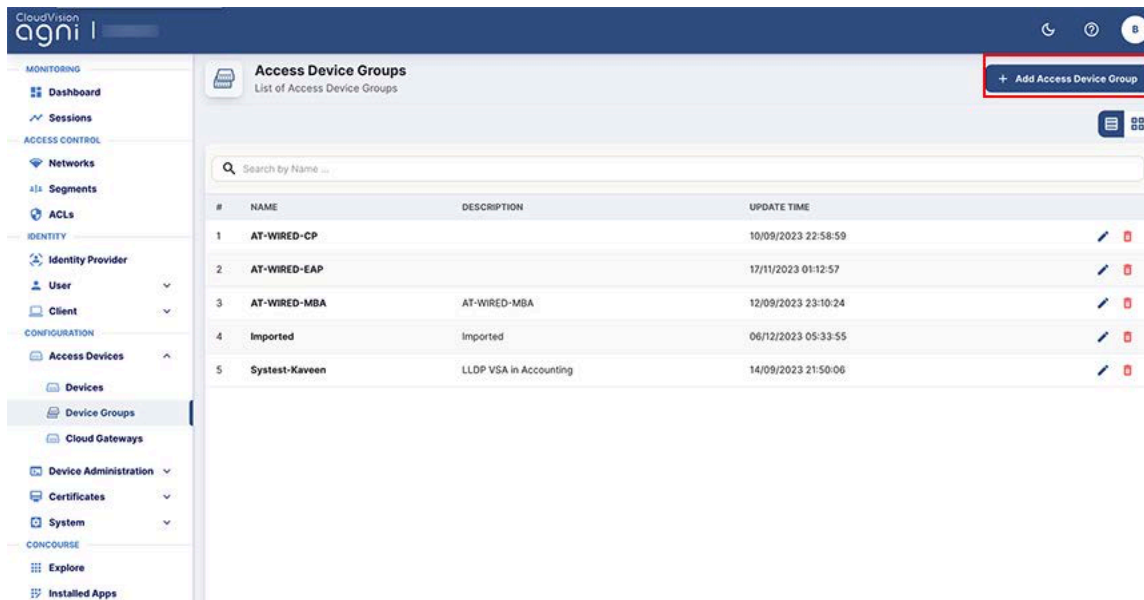 CloudVision
agni |
B
MONITORING
Dashboard
Sessions
ACCESS CONTROL
Networks
Segments
ACLs
IDENTITY
Identity Provider
User
Client
CONFIGURATION
Access Devices
Devices
Device Groups
Cloud Gateways
Device Administration
Certificates
System
CONCOURSE
Explore
Installed Apps
Access Device Groups
List of Access Device Groups
+ Add Access Device Group
Search by Name ...
# NAME DESCRIPTION UPDATE TIME
1 AT-WIRED-CP 10/09/2023 22:58:59
2 AT-WIRED-EAP 17/11/2023 01:12:57
3 AT-WIRED-MBA AT-WIRED-MBA 12/09/2023 23:10:24
4 Imported Imported 06/12/2023 05:33:55
5 Systest-Kaveen LLDP VSA in Accounting 14/09/2023 21:50:06